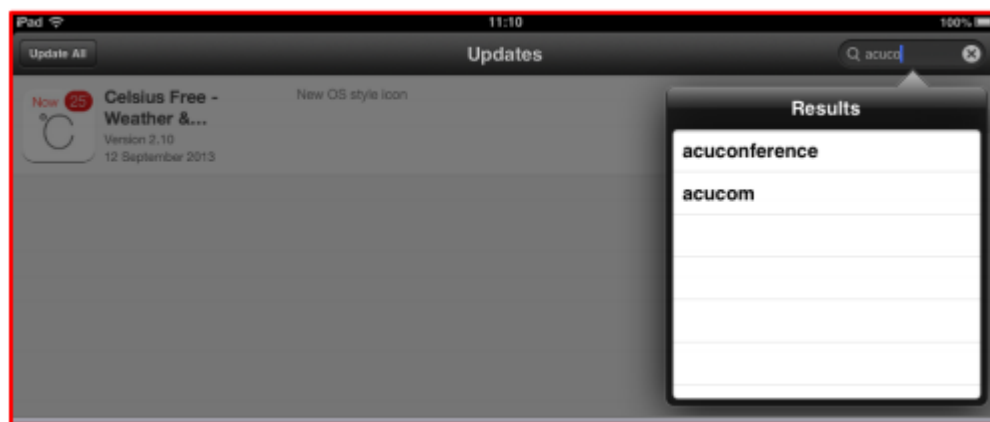 iPad 11:10 100%
Update All Updates acuco
Now 25
Celsius Free -
Weather &...
Version 2.10
12 September 2013
New OS style icon
°C
Results
acuconference
acucom